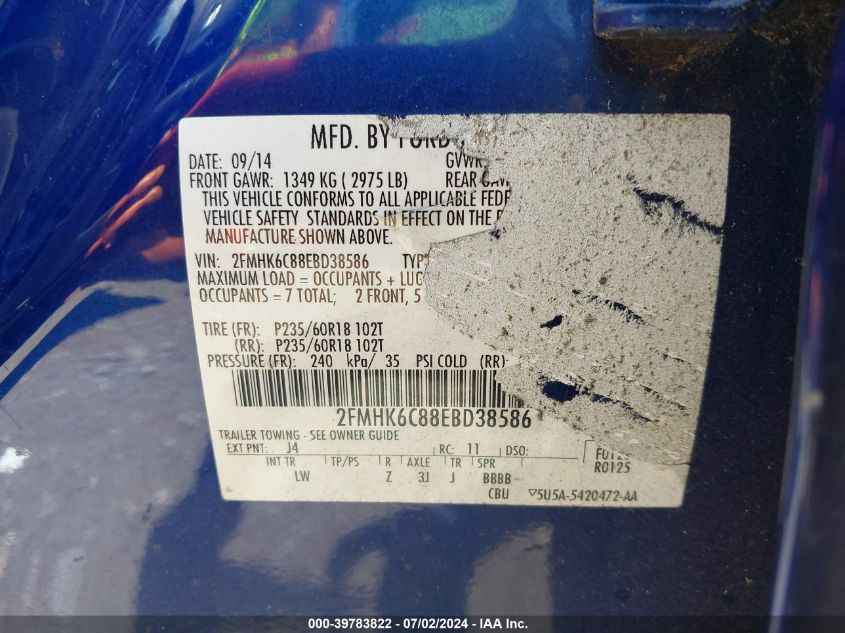 MFD. BY FORD
DATE: 09/14 GVWR
FRONT GAWR: 1349 KG ( 2975 LB) REAR GAW
THIS VEHICLE CONFORMS TO ALL APPLICABLE FEDE
VEHICLE SAFETY STANDARDS IN EFFECT ON THE
MANUFACTURE SHOWN ABOVE.
VIN: 2FMHK6C88EBD38586 TYP
MAXIMUM LOAD = OCCUPANTS + LUG
OCCUPANTS = 7 TOTAL; 2 FRONT, 5
TIRE (FR): P235/60R18 102T
(RR): P235/60R18 102T
PRESSURE (FR): 240 kPa/ 35 PSI COLD (RR)
2FMHK6C88EBD38586
TRAILER TOWING - SEE OWNER GUIDE
EXT PNT: J4 RC: 11 DSO: F012
R0125
INT TR TP/PS R AXLE TR SPR
LW Z 3J J BBBB
CBU ▽5U5A-5420472-AA
000-39783822 - 07/02/2024 - IAA Inc.